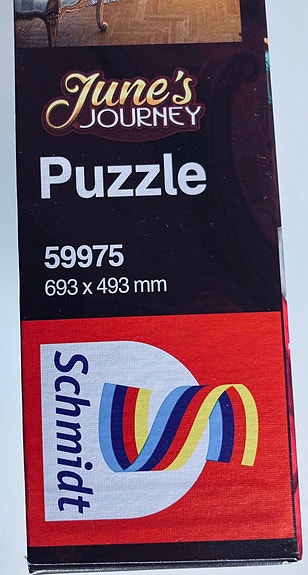 June's
JOURNEY
Puzzle
59975
693 x 493 mm
Schmidt